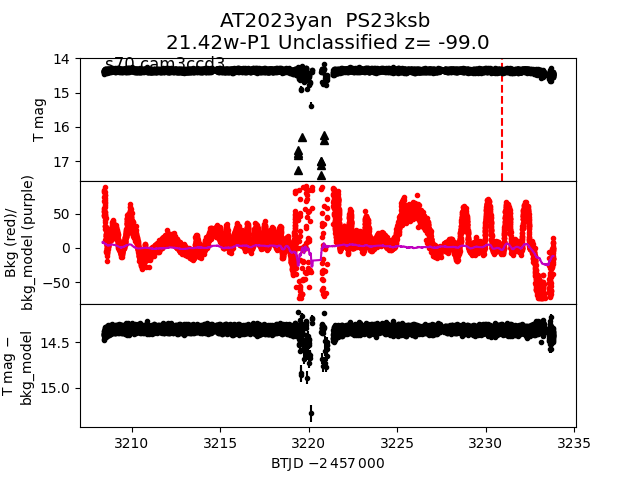 AT2023yan PS23ksb
21.42w-P1 Unclassified z= -99.0
s70 cam3ccd3
14
15
16
17
T mag
50
0
−50
Bkg (red)/
bkg_model (purple)
14.5
15.0
T mag −
bkg_model
3210
3215
3220
3225
3230
3235
BTJD −2 457 000